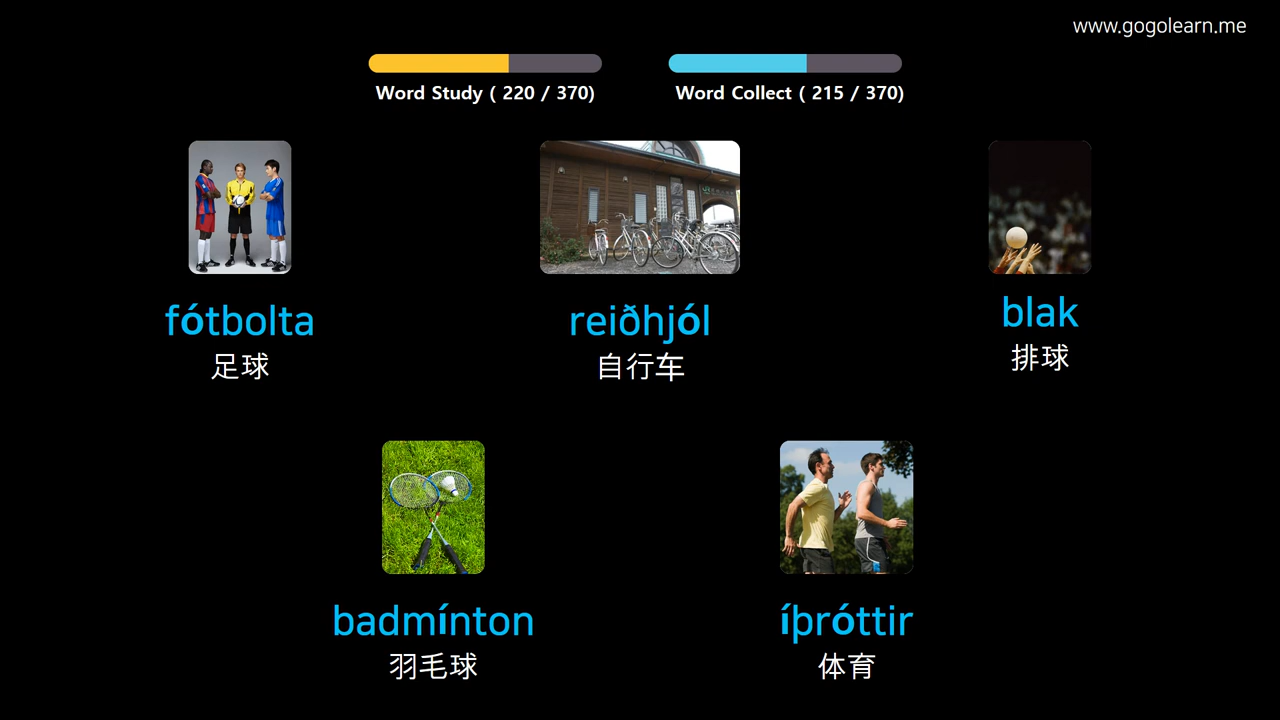 www.gogolearn.me
Word Study ( 220 / 370)
Word Collect ( 215 / 370)
fótbolta
足球
reiðhjól
自行车
blak
排球
badmínton
羽毛球
íþróttir
体育